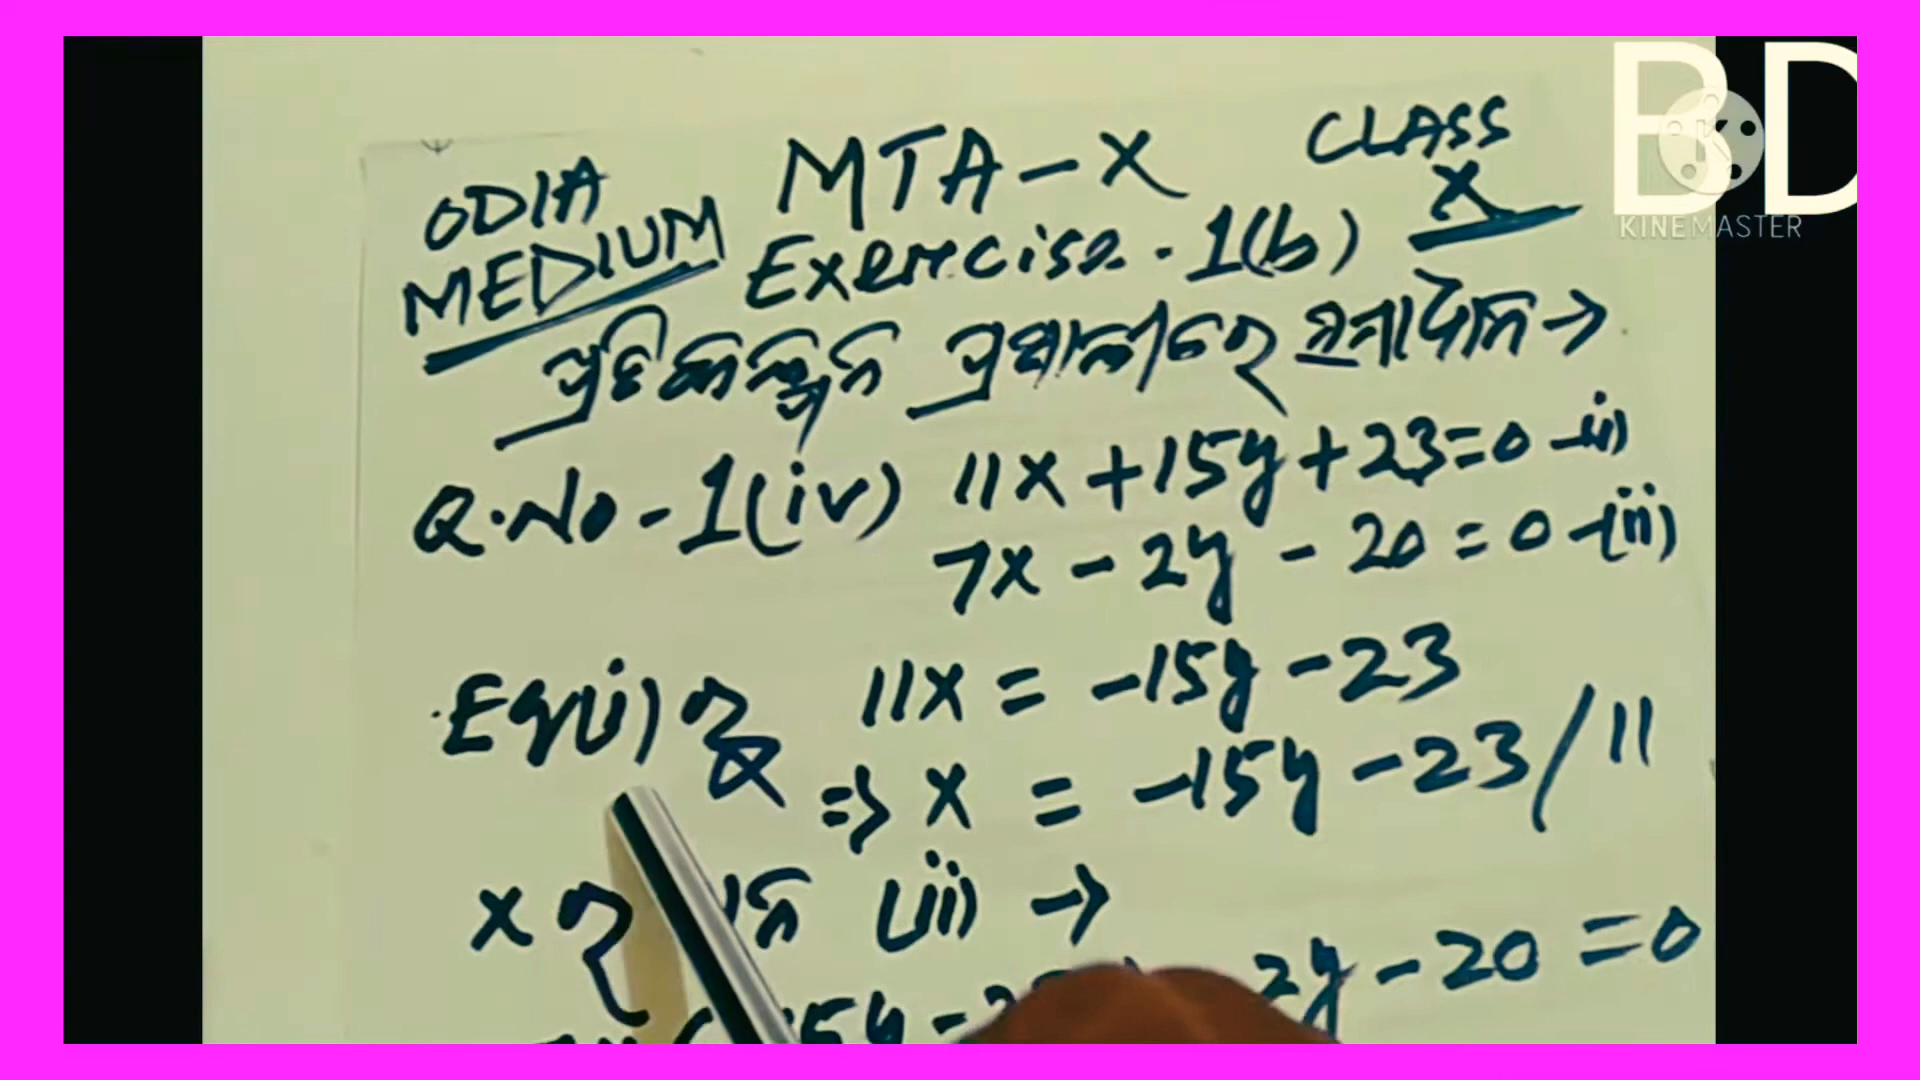 ODIA MEDIUM
MTA-X
CLASS X
Exercise-1(b)
ପ୍ରତିକଳ୍ପନ ପ୍ରଣାଳୀରେ ସମାଧାନ →
Q.No-1(iv) 11x+15y+23=0 -(i)
7x-2y-20=0-(ii)
Eq(i) ରୁ 11x = -15y-23
=> x = -15y-23/11
x ର (ii) →
2y-20=0
BD
KINEMASTER